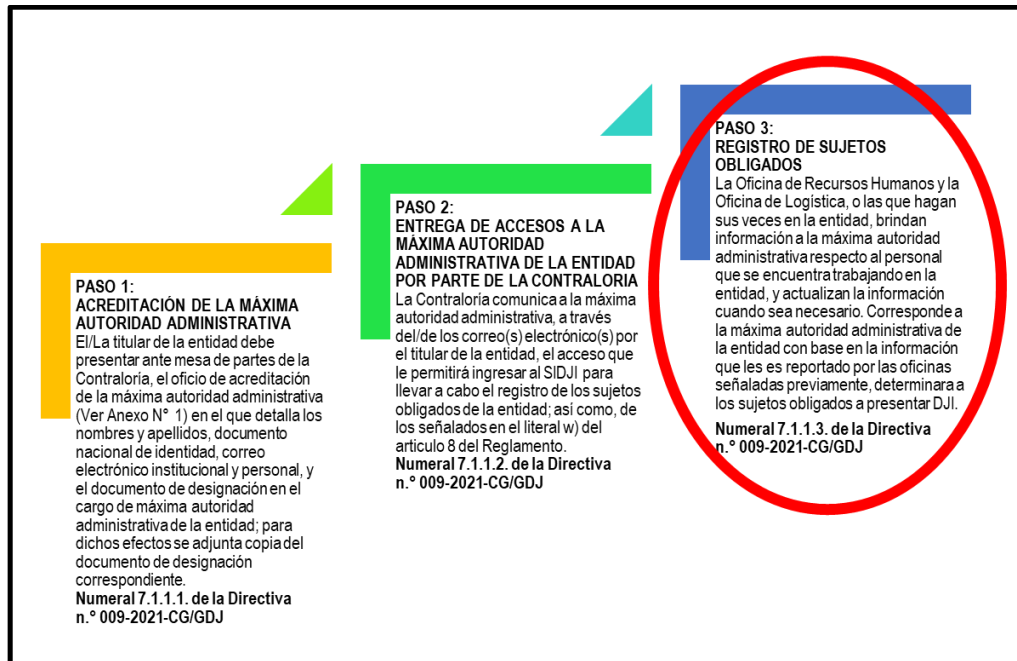 PASO 1:
ACREDITACIÓN DE LA MÁXIMA
AUTORIDAD ADMINISTRATIVA
El/La titular de la entidad debe
presentar ante mesa de partes de la
Contraloría, el oficio de acreditación
de la máxima autoridad administrativa
(Ver Anexo N° 1) en el que detalla los
nombres y apellidos, documento
nacional de identidad, correo
electrónico institucional y personal, y
el documento de designación en el
cargo de máxima autoridad
administrativa de la entidad; para
dichos efectos se adjunta copia del
documento de designación
correspondiente.
Numeral 7.1.1.1. de la Directiva
n.° 009-2021-CG/GDJ
PASO 2:
ENTREGA DE ACCESOS A LA
MÁXIMA AUTORIDAD
ADMINISTRATIVA DE LA ENTIDAD
POR PARTE DE LA CONTRALORIA
La Contraloría comunica a la máxima
autoridad administrativa, a través
del/de los correo(s) electrónico(s) por
el titular de la entidad, el acceso que
le permitirá ingresar al SIDJI para
llevar a cabo el registro de los sujetos
obligados de la entidad; así como, de
los señalados en el literal w) del
articulo 8 del Reglamento.
Numeral 7.1.1.2. de la Directiva
n.° 009-2021-CG/GDJ
PASO 3:
REGISTRO DE SUJETOS
OBLIGADOS
La Oficina de Recursos Humanos y la
Oficina de Logística, o las que hagan
sus veces en la entidad, brindan
información a la máxima autoridad
administrativa respecto al personal
que se encuentra trabajando en la
entidad, y actualizan la información
cuando sea necesario. Corresponde a
la máxima autoridad administrativa de
la entidad con base en la información
que les es reportado por las oficinas
señaladas previamente, determinara a
los sujetos obligados a presentar DJI.
Numeral 7.1.1.3. de la Directiva
n.° 009-2021-CG/GDJ